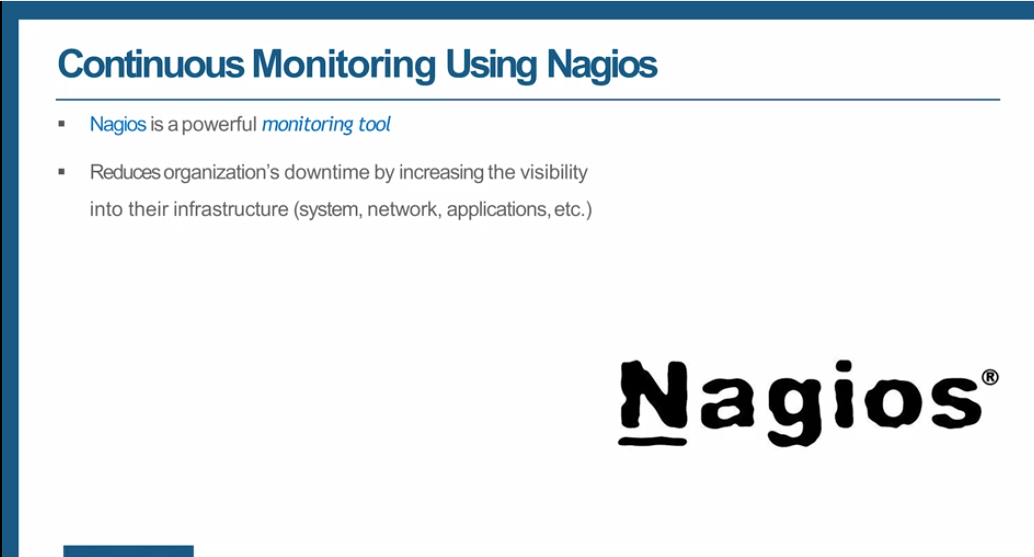 Continuous Monitoring Using Nagios
▪ Nagios is a powerful monitoring tool
▪ Reduces organization's downtime by increasing the visibility
into their infrastructure (system, network, applications, etc.)
Nagios®